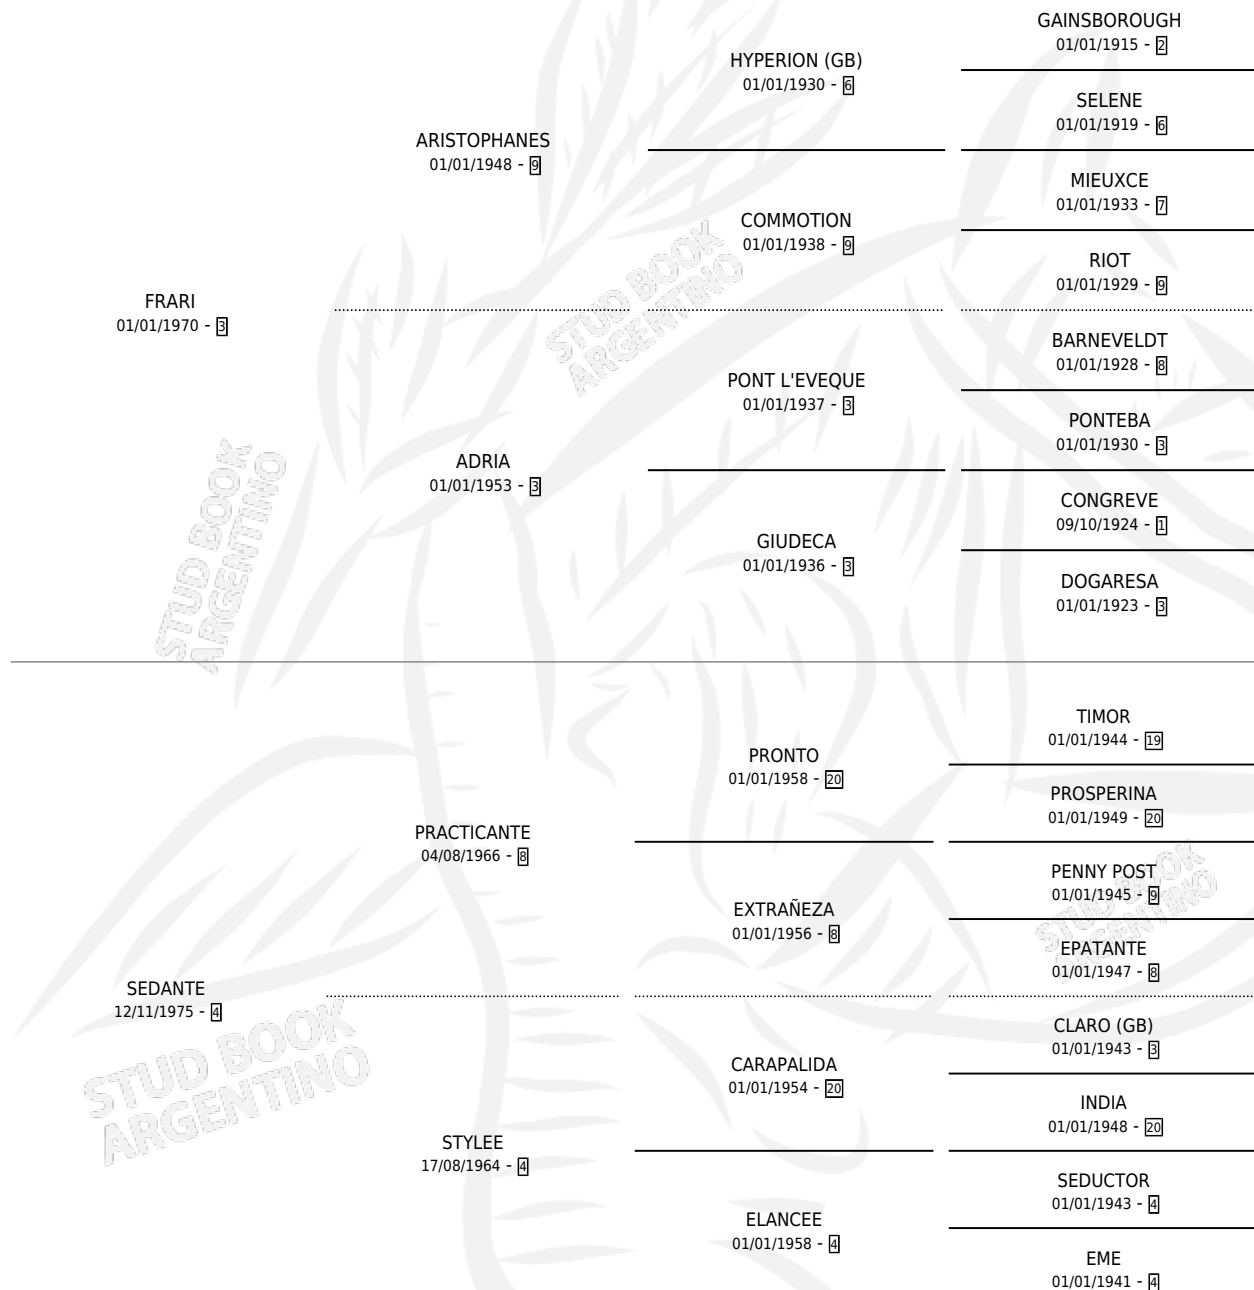 FRARI
01/01/1970 - 3
ARISTOPHANES
01/01/1948 - 9
ADRIA
01/01/1953 - 3
HYPERION (GB)
01/01/1930 - 6
COMMOTION
01/01/1938 - 9
PONT L'EVEQUE
01/01/1937 - 3
GIUDECA
01/01/1936 - 3
GAINSBOROUGH
01/01/1915 - 2
SELENE
01/01/1919 - 6
MIEUXCE
01/01/1933 - 7
RIOT
01/01/1929 - 9
BARNEVELDT
01/01/1928 - 8
PONTEBA
01/01/1930 - 3
CONGREVE
09/10/1924 - 1
DOGARESA
01/01/1923 - 3
SEDANTE
12/11/1975 - 4
PRACTICANTE
04/08/1966 - 8
STYLEE
17/08/1964 - 4
PRONTO
01/01/1958 - 20
EXTRAÑEZA
01/01/1956 - 8
CARAPALIDA
01/01/1954 - 20
ELANCEE
01/01/1958 - 4
TIMOR
01/01/1944 - 19
PROSPERINA
01/01/1949 - 20
PENNY POST
01/01/1945 - 9
EPATANTE
01/01/1947 - 8
CLARO (GB)
01/01/1943 - 3
INDIA
01/01/1948 - 20
SEDUCTOR
01/01/1943 - 4
EME
01/01/1941 - 4
STUD BOOK
ARGENTINO
STUD BOOK
ARGENTINO
STUD BOOK
ARGENTINO
STUD BOOK
ARGENTINO